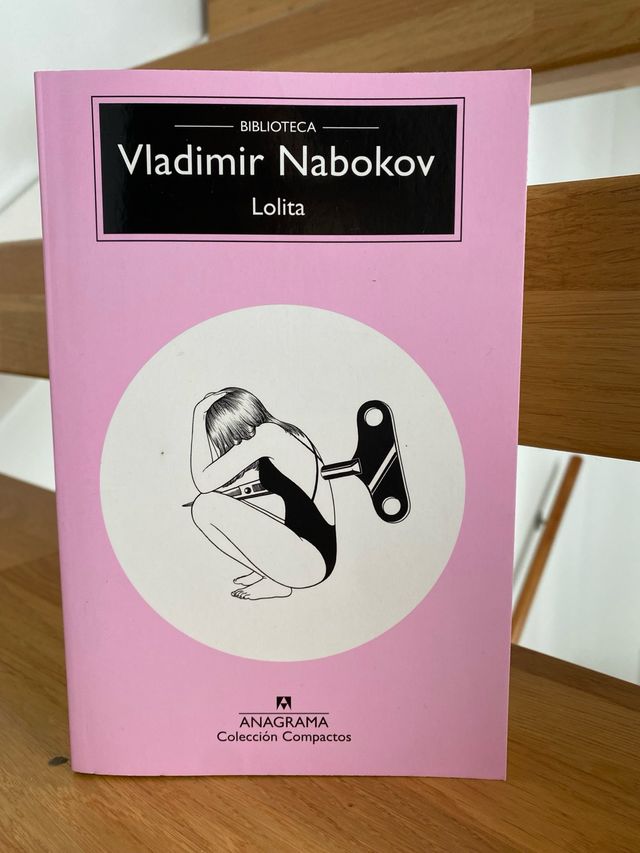 BIBLIOTECA
Vladimir Nabokov
Lolita
ANAGRAMA
Colección Compactos